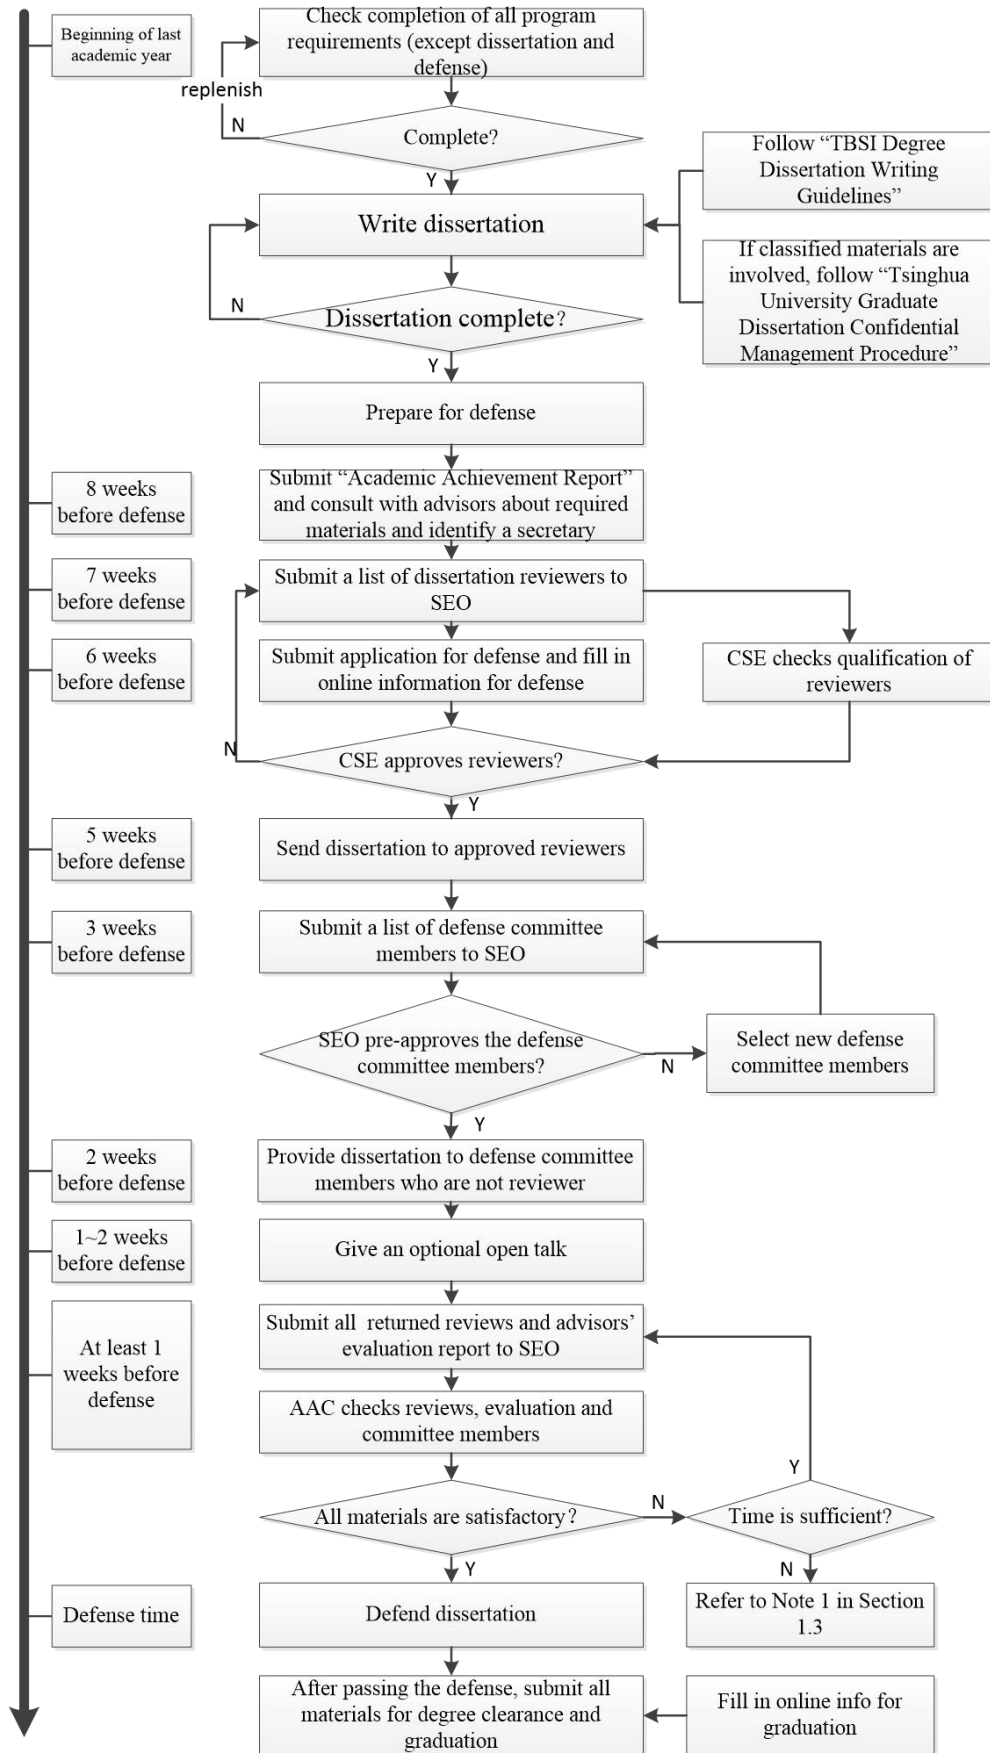 Beginning of last
academic year
Check completion of all program
requirements (except dissertation and
defense)
replenish
N
Complete?
Y
Follow “TBSI Degree
Dissertation Writing
Guidelines”
Write dissertation
If classified materials are
involved, follow “Tsinghua
University Graduate
Dissertation Confidential
Management Procedure”
N
Dissertation complete?
Y
Prepare for defense
8 weeks
before defense
Submit “Academic Achievement Report”
and consult with advisors about required
materials and identify a secretary
7 weeks
before defense
Submit a list of dissertation reviewers to
SEO
6 weeks
before defense
Submit application for defense and fill in
online information for defense
CSE checks qualification of
reviewers
N
CSE approves reviewers?
Y
5 weeks
before defense
Send dissertation to approved reviewers
3 weeks
before defense
Submit a list of defense committee
members to SEO
SEO pre-approves the defense
committee members?
N
Select new defense
committee members
Y
2 weeks
before defense
Provide dissertation to defense committee
members who are not reviewer
1~2 weeks
before defense
Give an optional open talk
At least 1
weeks before
defense
Submit all returned reviews and advisors’
evaluation report to SEO
AAC checks reviews, evaluation and
committee members
Y
All materials are satisfactory?
N
Time is sufficient?
Y
N
Defense time
Defend dissertation
Refer to Note 1 in Section
1.3
After passing the defense, submit all
materials for degree clearance and
graduation
Fill in online info for
graduation